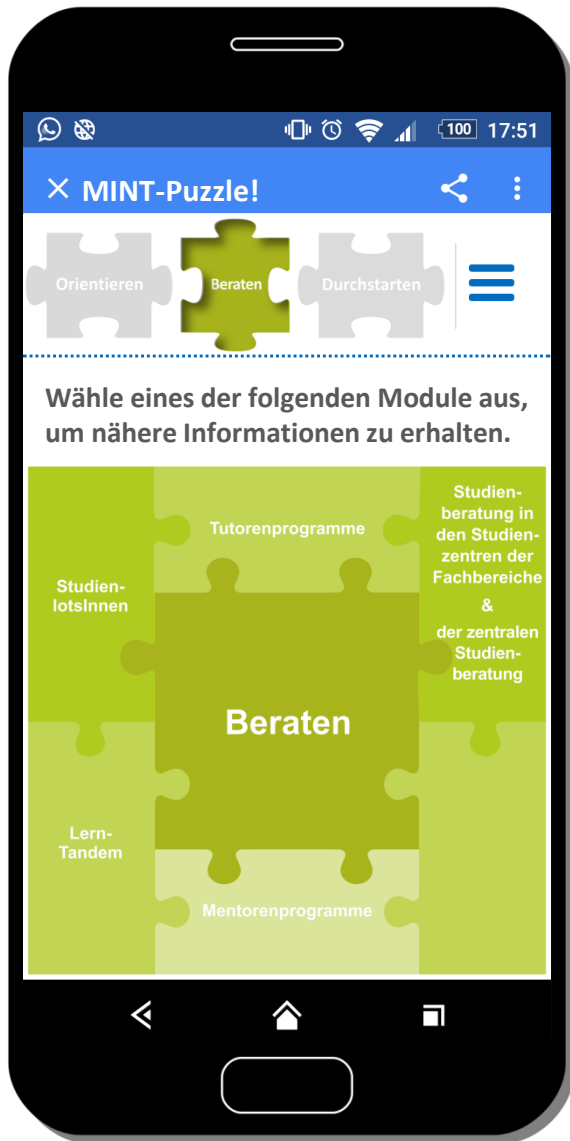 100 17:51
MINT-Puzzle!
Orientieren
Beraten
Durchstarten
Wähle eines der folgenden Module aus,
um nähere Informationen zu erhalten.
Tutorenprogramme
Studien-
beratung in
den Studien-
zentren der
Fachbereiche
&
der zentralen
Studien-
beratung
Studien-
lotsInnen
Beraten
Lern-
Tandem
Mentorenprogramme